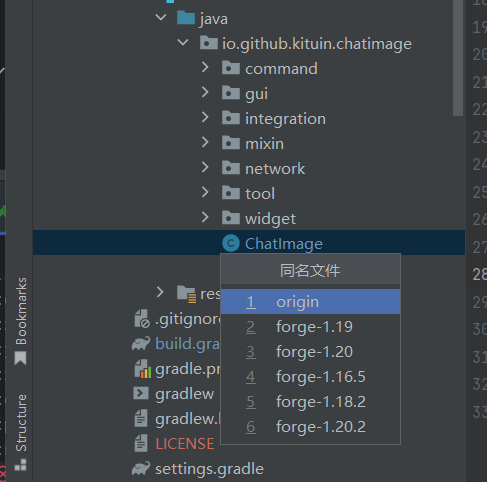 java
io.github.kituin.chatimage
command
gui
integration
mixin
network
tool
widget
ChatImage
同名文件
1 origin
2 forge-1.19
3 forge-1.20
4 forge-1.16.5
5 forge-1.18.2
6 forge-1.20.2
res
.gitignore
build.gra
gradle.pr
gradlew
gradlew.b
LICENSE
settings.gradle
Bookmarks
Structure
19
20
21
22
23
24
25
26
27
28
29
30
31
32
33